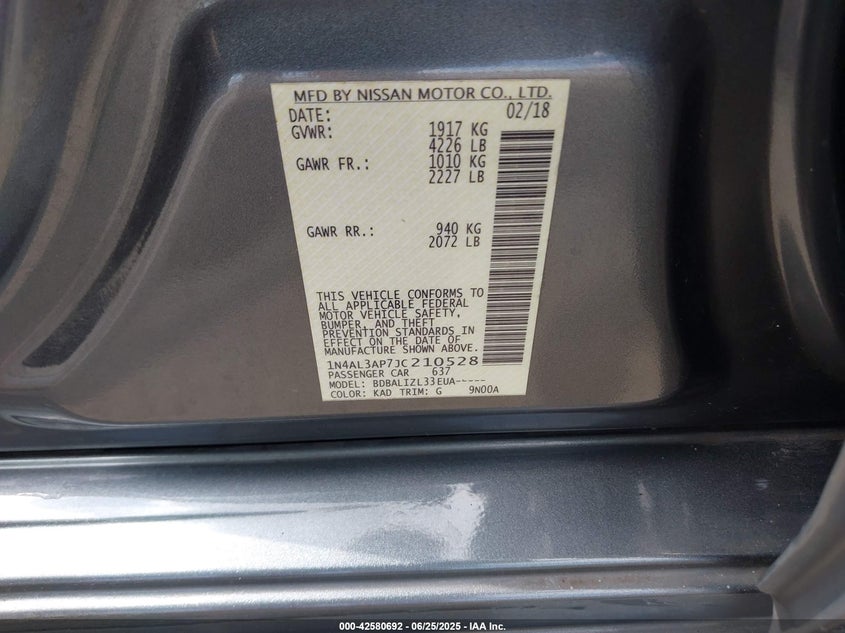 MFD BY NISSAN MOTOR CO., LTD.
DATE: 02/18
GVWR: 1917 KG
4226 LB
GAWR FR.: 1010 KG
2227 LB
GAWR RR.: 940 KG
2072 LB
THIS VEHICLE CONFORMS TO
ALL APPLICABLE FEDERAL
MOTOR VEHICLE SAFETY,
BUMPER, AND THEFT
PREVENTION STANDARDS IN
EFFECT ON THE DATE OF
MANUFACTURE SHOWN ABOVE.
1N4AL3AP7JC210528
PASSENGER CAR 637
MODEL: BDBALIZL33EUA-----
COLOR: KAD TRIM: G 9N00A
000-42580692 - 06/25/2025 - IAA Inc.